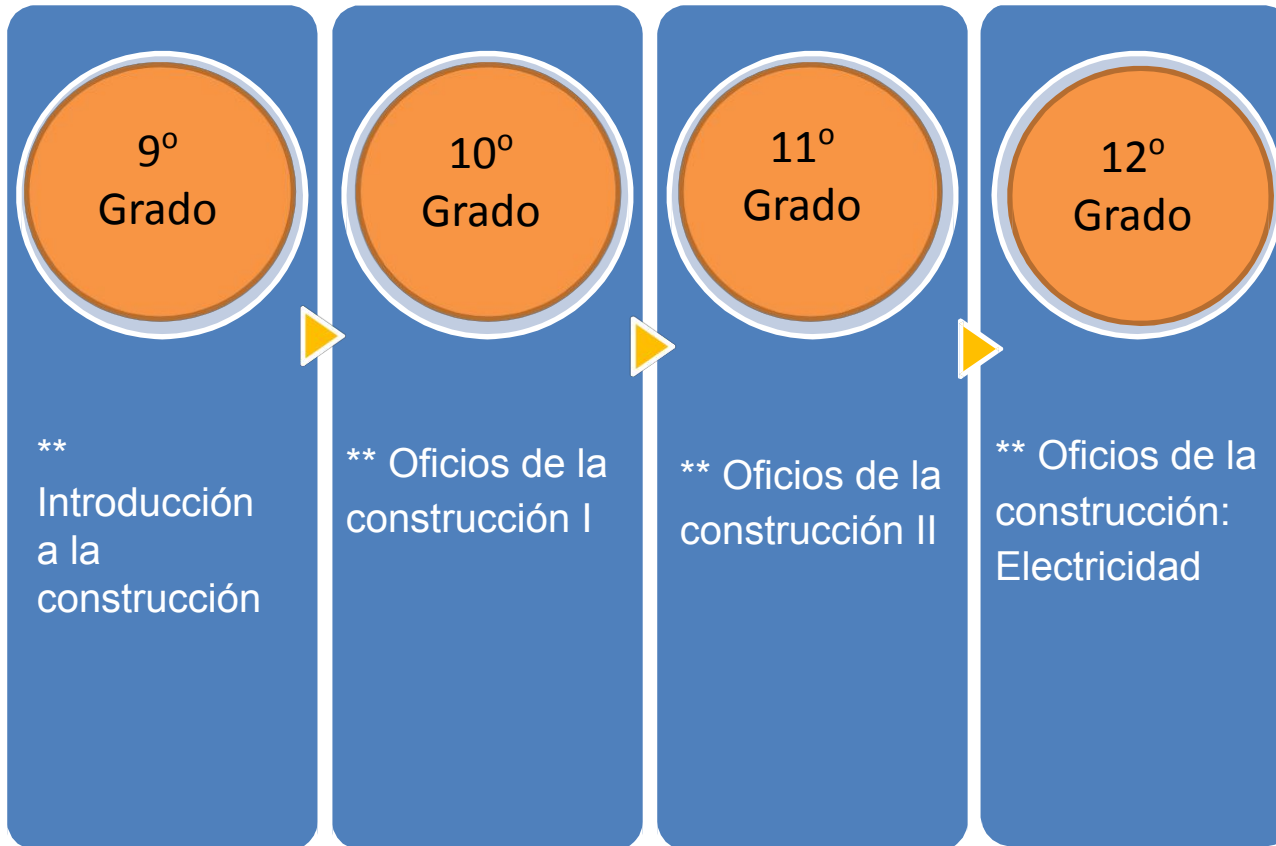 9º
Grado
**
Introducción
a la
construcción
10º
Grado
** Oficios de la
construcción I
11º
Grado
** Oficios de la
construcción II
12º
Grado
** Oficios de la
construcción:
Electricidad